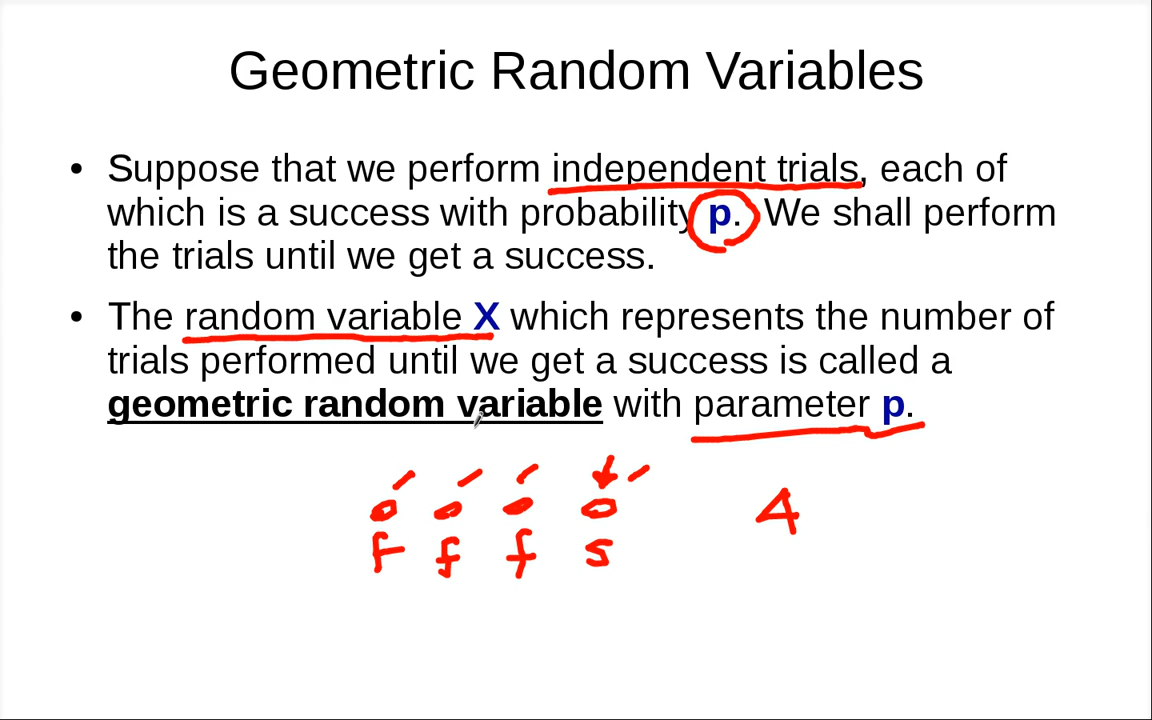 Geometric Random Variables
• Suppose that we perform independent trials, each of
which is a success with probability p. We shall perform
the trials until we get a success.
• The random variable X which represents the number of
trials performed until we get a success is called a
geometric random variable with parameter p.
F f f s 4